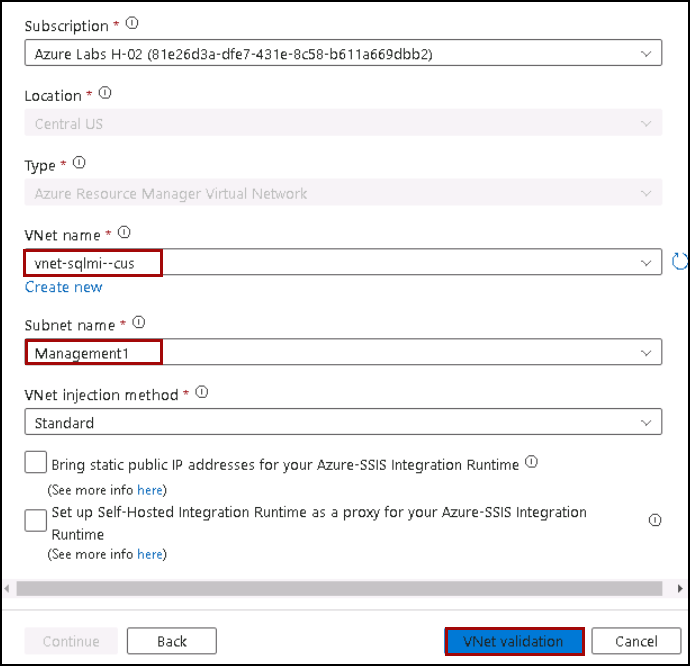 Subscription *
Azure Labs H-02 (81e26d3a-dfe7-431e-8c58-b611a669dbb2)
Location *
Central US
Type *
Azure Resource Manager Virtual Network
VNet name *
vnet-sqlmi--cus
Create new
Subnet name *
Management1
VNet injection method *
Standard
Bring static public IP addresses for your Azure-SSIS Integration Runtime
(See more info here)
Set up Self-Hosted Integration Runtime as a proxy for your Azure-SSIS Integration
Runtime
(See more info here)
Continue Back VNet validation Cancel